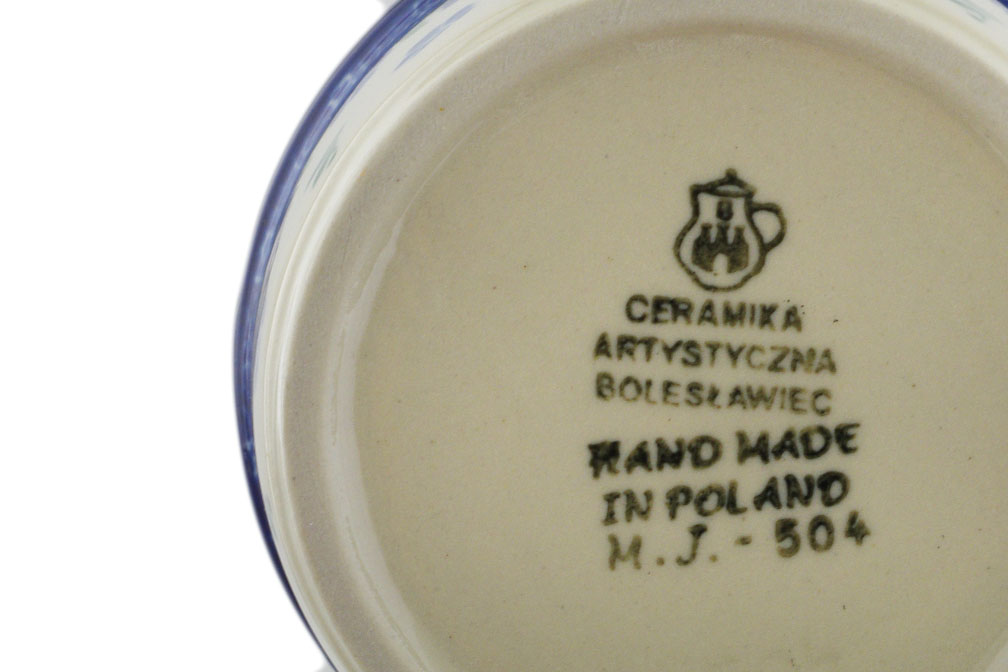 CERAMIKA
ARTYSTYCZNA
BOLESŁAWIEC
HAND MADE
IN POLAND
M.J.-504